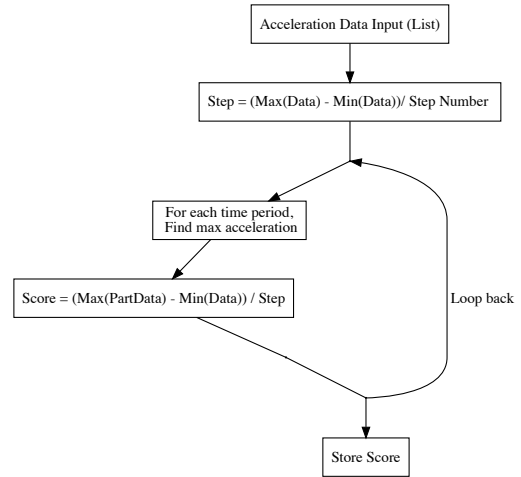 Acceleration Data Input (List)
Step = (Max(Data) - Min(Data))/ Step Number
For each time period,
Find max acceleration
Score = (Max(PartData) - Min(Data)) / Step
Loop back
Store Score